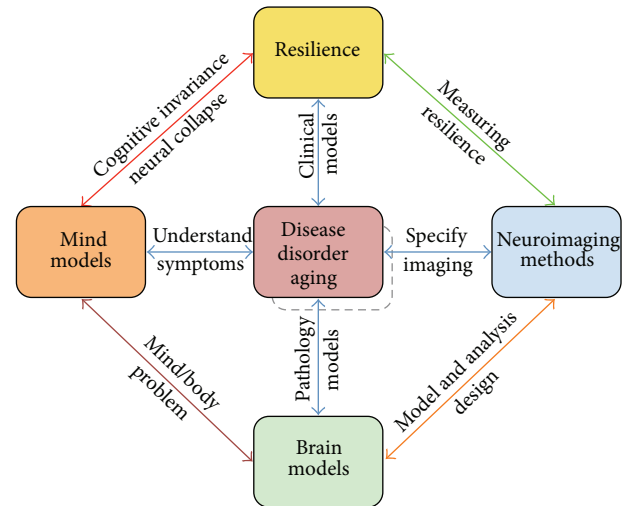 Resilience
Cognitive invariance
neural collapse
Clinical
models
Measuring
resilience
Mind
models
Understand
symptoms
Disease
disorder
aging
Specify
imaging
Neuroimaging
methods
Mind/body
problem
Pathology
models
Model and analysis
design
Brain
models